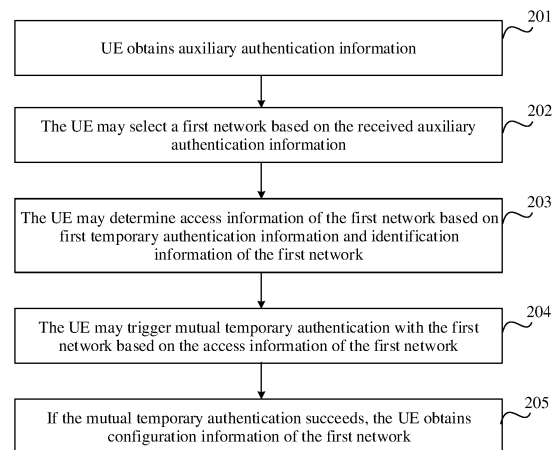 201
UE obtains auxiliary authentication information
202
The UE may select a first network based on the received auxiliary
authentication information
203
The UE may determine access information of the first network based on
first temporary authentication information and identification
information of the first network
204
The UE may trigger mutual temporary authentication with the first
network based on the access information of the first network
205
If the mutual temporary authentication succeeds, the UE obtains
configuration information of the first network